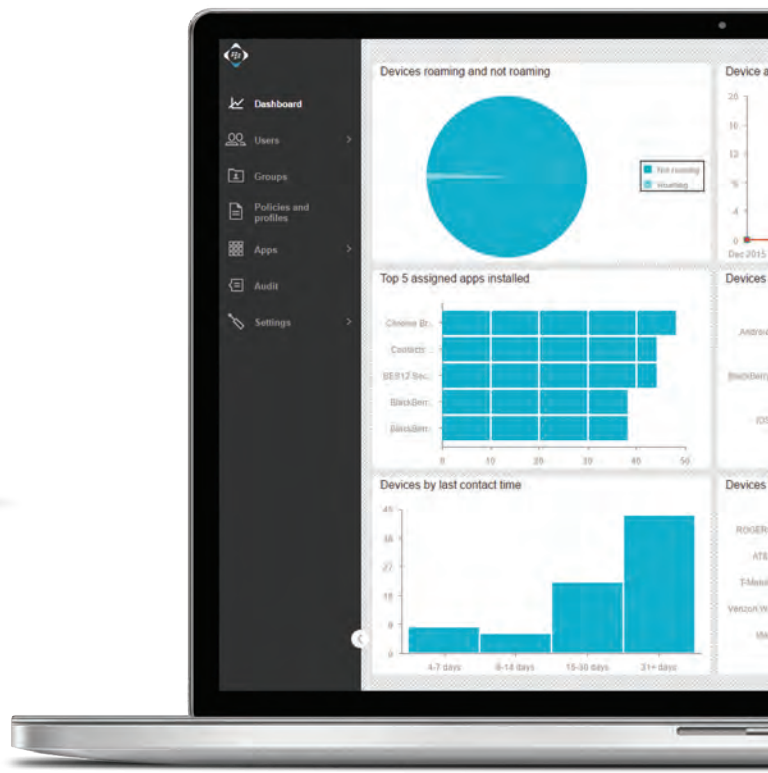 Dashboard
Users
Groups
Policies and
profiles
Apps
Audit
Settings
Devices roaming and not roaming
Not roaming
Roaming
Device a
20
16
12
4
0
Dec 2015
Top 5 assigned apps installed
Chrome Br...
Contacts ...
BES12 Sec...
BlackBerr...
BlackBerr...
0 10 20 30 40 50
Devices
Android
BlackBerry
iOS
Devices by last contact time
45
36
27
18
9
0
4-7 days 8-14 days 15-30 days 31+ days
Devices
ROGERS
AT&
T-Mobil
Verizon W